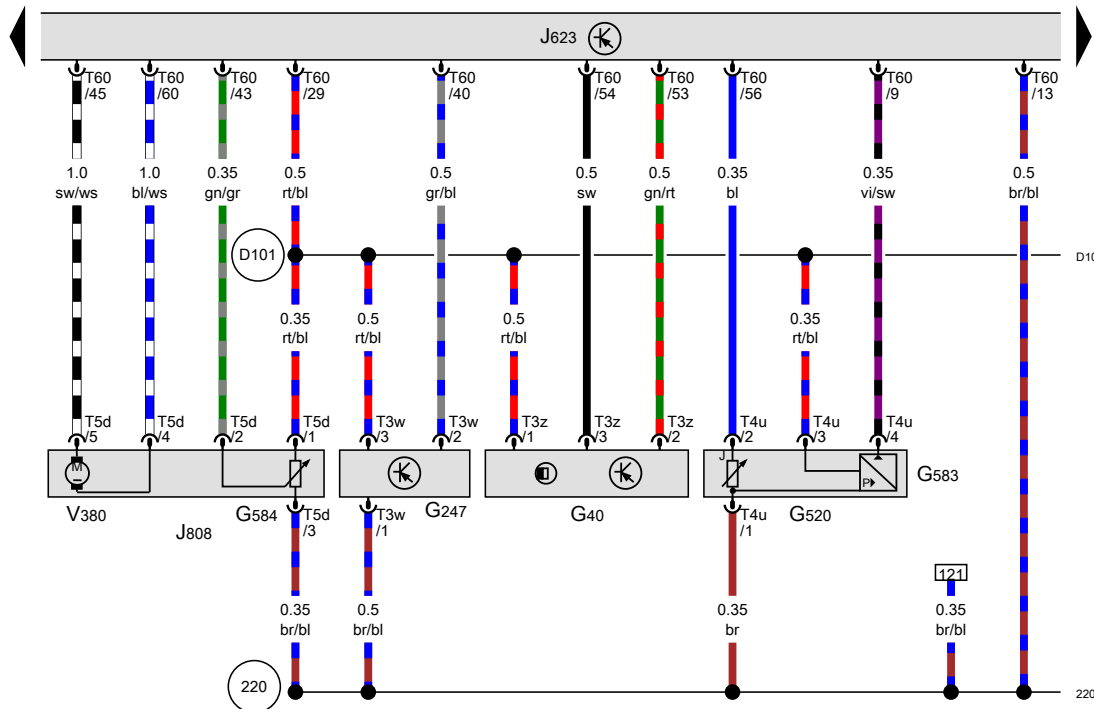 J623
T60 T60 T60 T60 T60 T60 T60 T60 T60 T60
/45 /60 /43 /29 /40 /54 /53 /56 /9 /13
1.0 1.0 0.35 0.5 0.5 0.5 0.5 0.35 0.35 0.5
sw/ws bl/ws gn/gr rt/bl gr/bl sw gn/rt bl vi/sw br/bl
D101 D10
0.35 0.5 0.5 0.35
rt/bl rt/bl rt/bl rt/bl
T5d T5d T5d T5d T3w T3w T3z T3z T3z T4u T4u T4u
/5 /4 /2 /1 /3 /2 /1 /3 /2 /2 /3 /4
M J
P
G583
V380 J808 G584 G247 G40 G520
T5d T3w T4u
/3 /1 /1
121
0.35 0.5 0.35 0.35
br/bl br/bl br br/bl
220 220